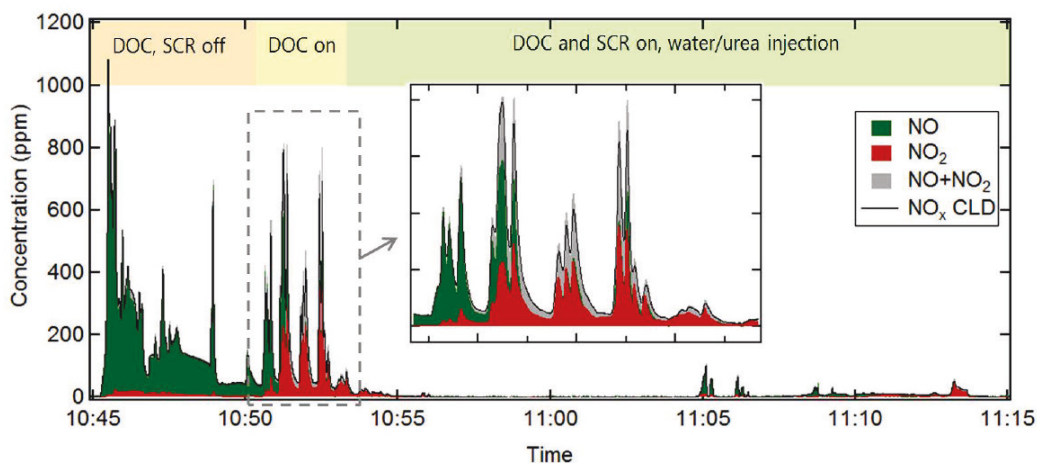 DOC, SCR off
DOC on
DOC and SCR on, water/urea injection
1200
1000
800
600
400
200
0
Concentration (ppm)
NO
NO2
NO+NO2
NOx CLD
10:45
10:50
10:55
11:00
11:05
11:10
11:15
Time